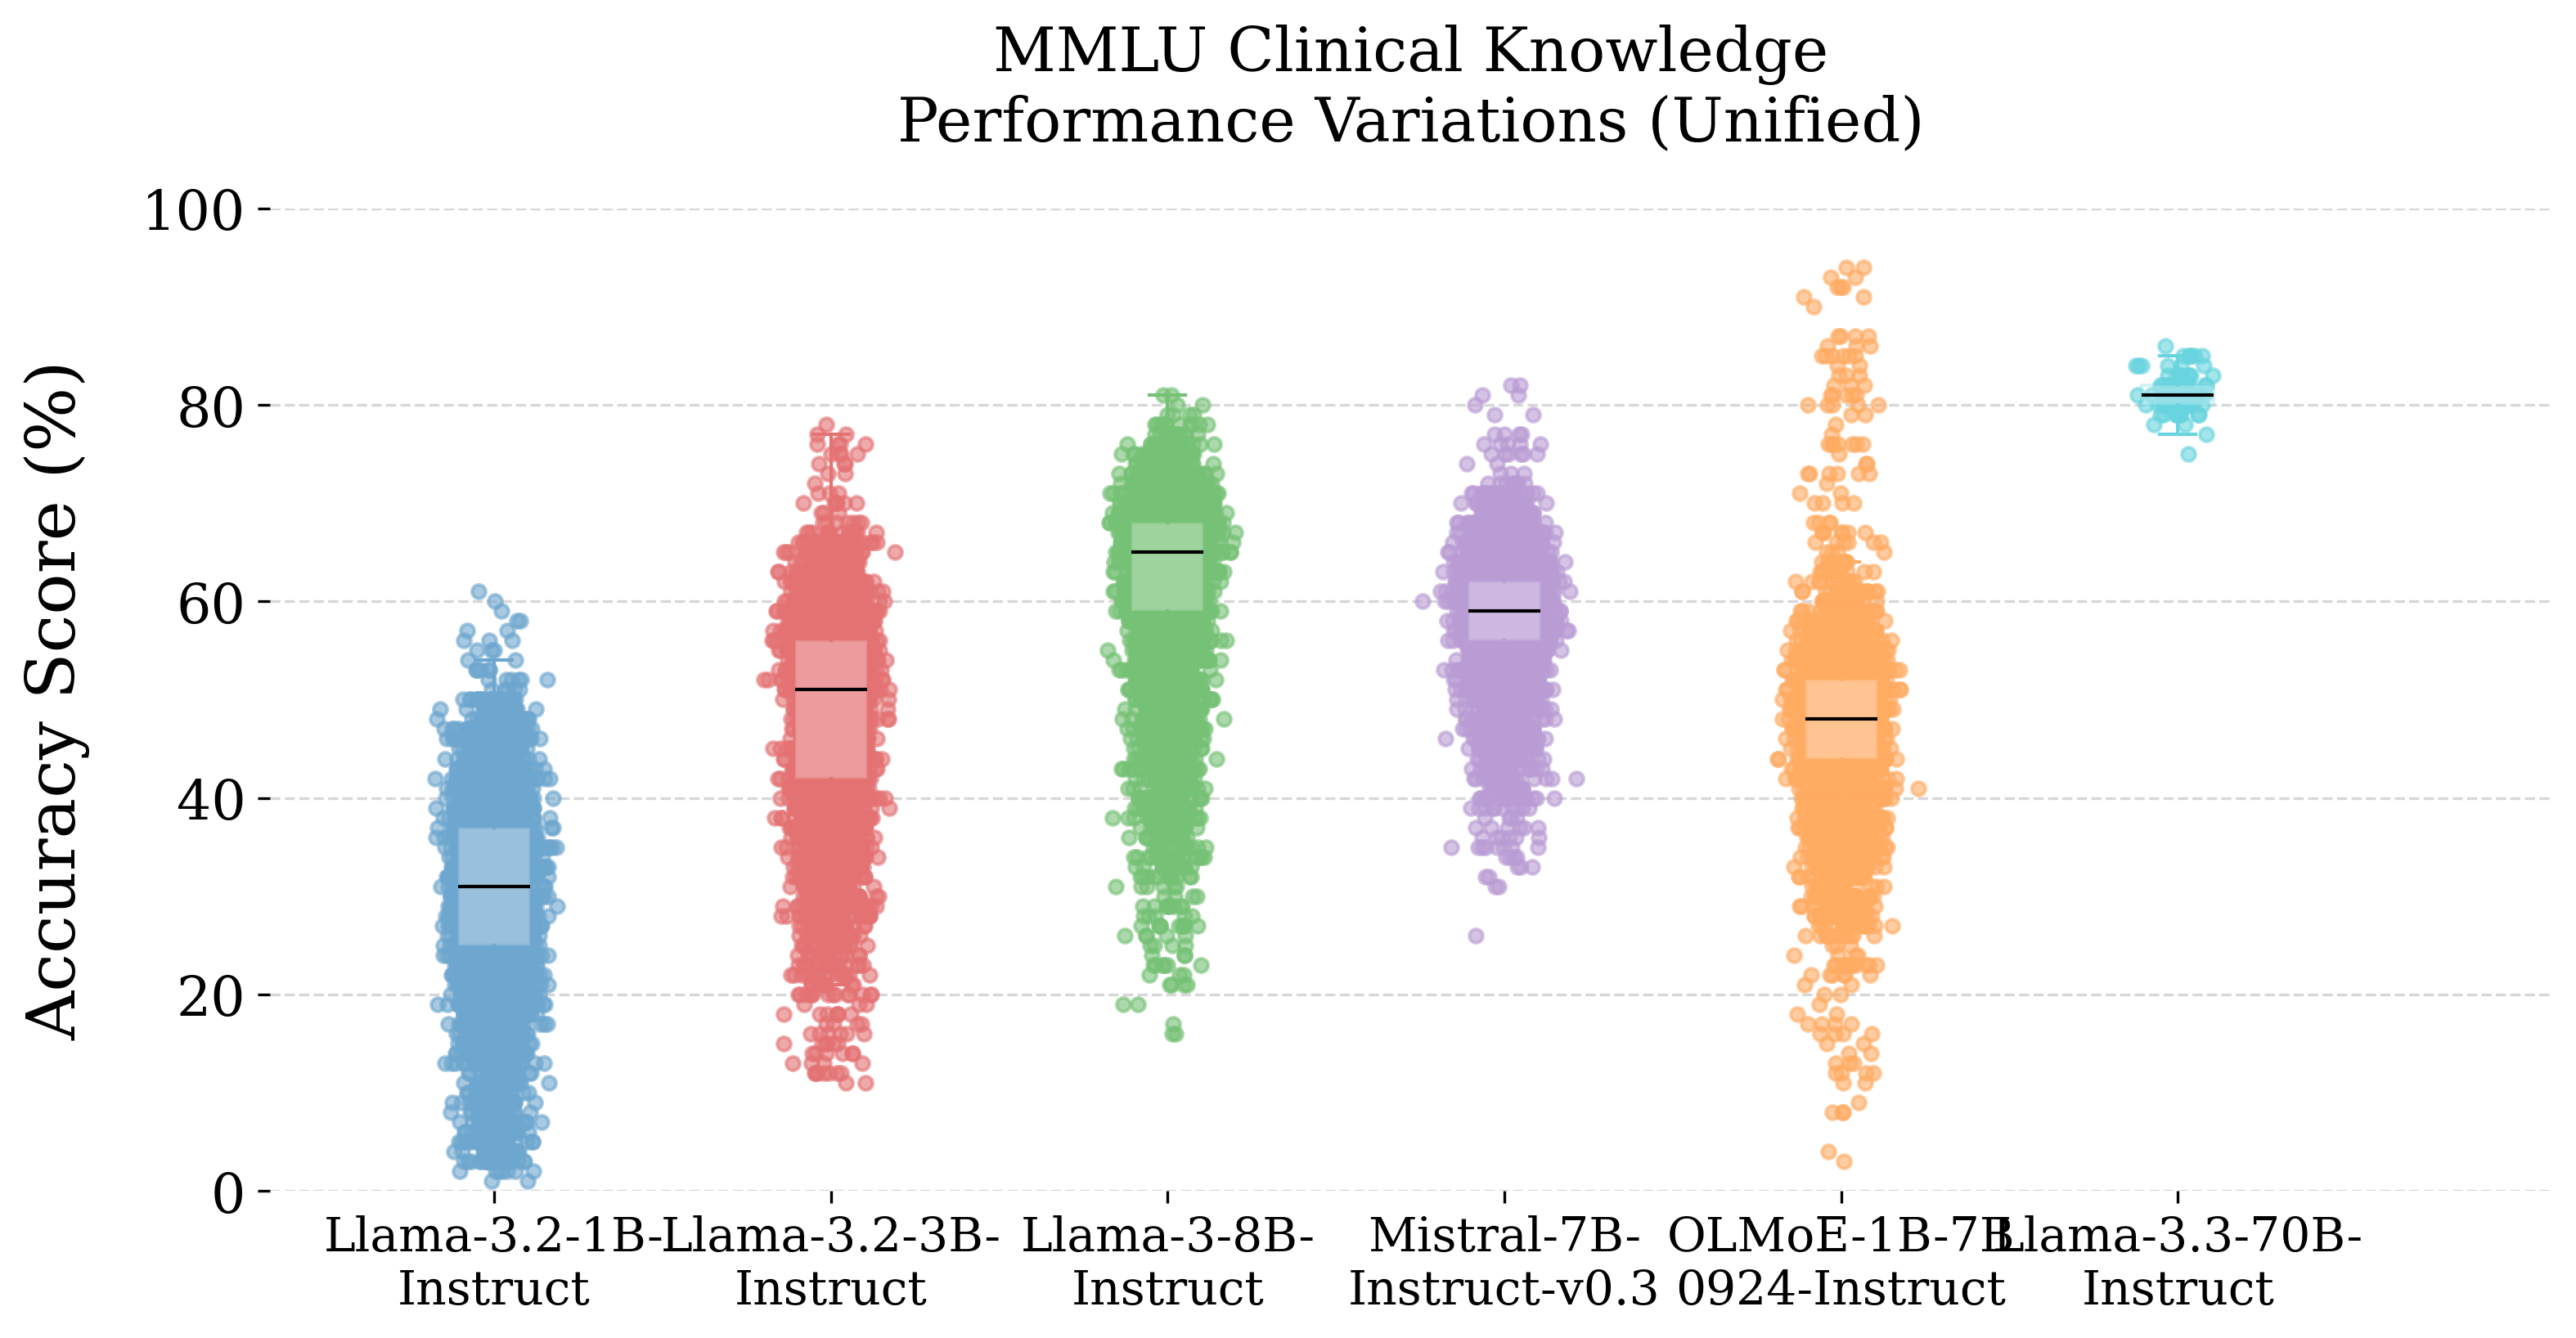 MMLU Clinical Knowledge
Performance Variations (Unified)
Accuracy Score (%)
100
80
60
40
20
0
Llama-3.2-1B-
Instruct
Llama-3.2-3B-
Instruct
Llama-3-8B-
Instruct
Mistral-7B-
Instruct-v0.3
OLMoE-1B-7B
0924-Instruct
Llama-3.3-70B-
Instruct